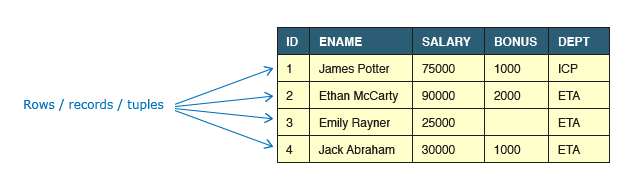 ID ENAME SALARY BONUS DEPT
1 James Potter 75000 1000 ICP
2 Ethan McCarty 90000 2000 ETA
Rows / records / tuples
3 Emily Rayner 25000 ETA
4 Jack Abraham 30000 1000 ETA